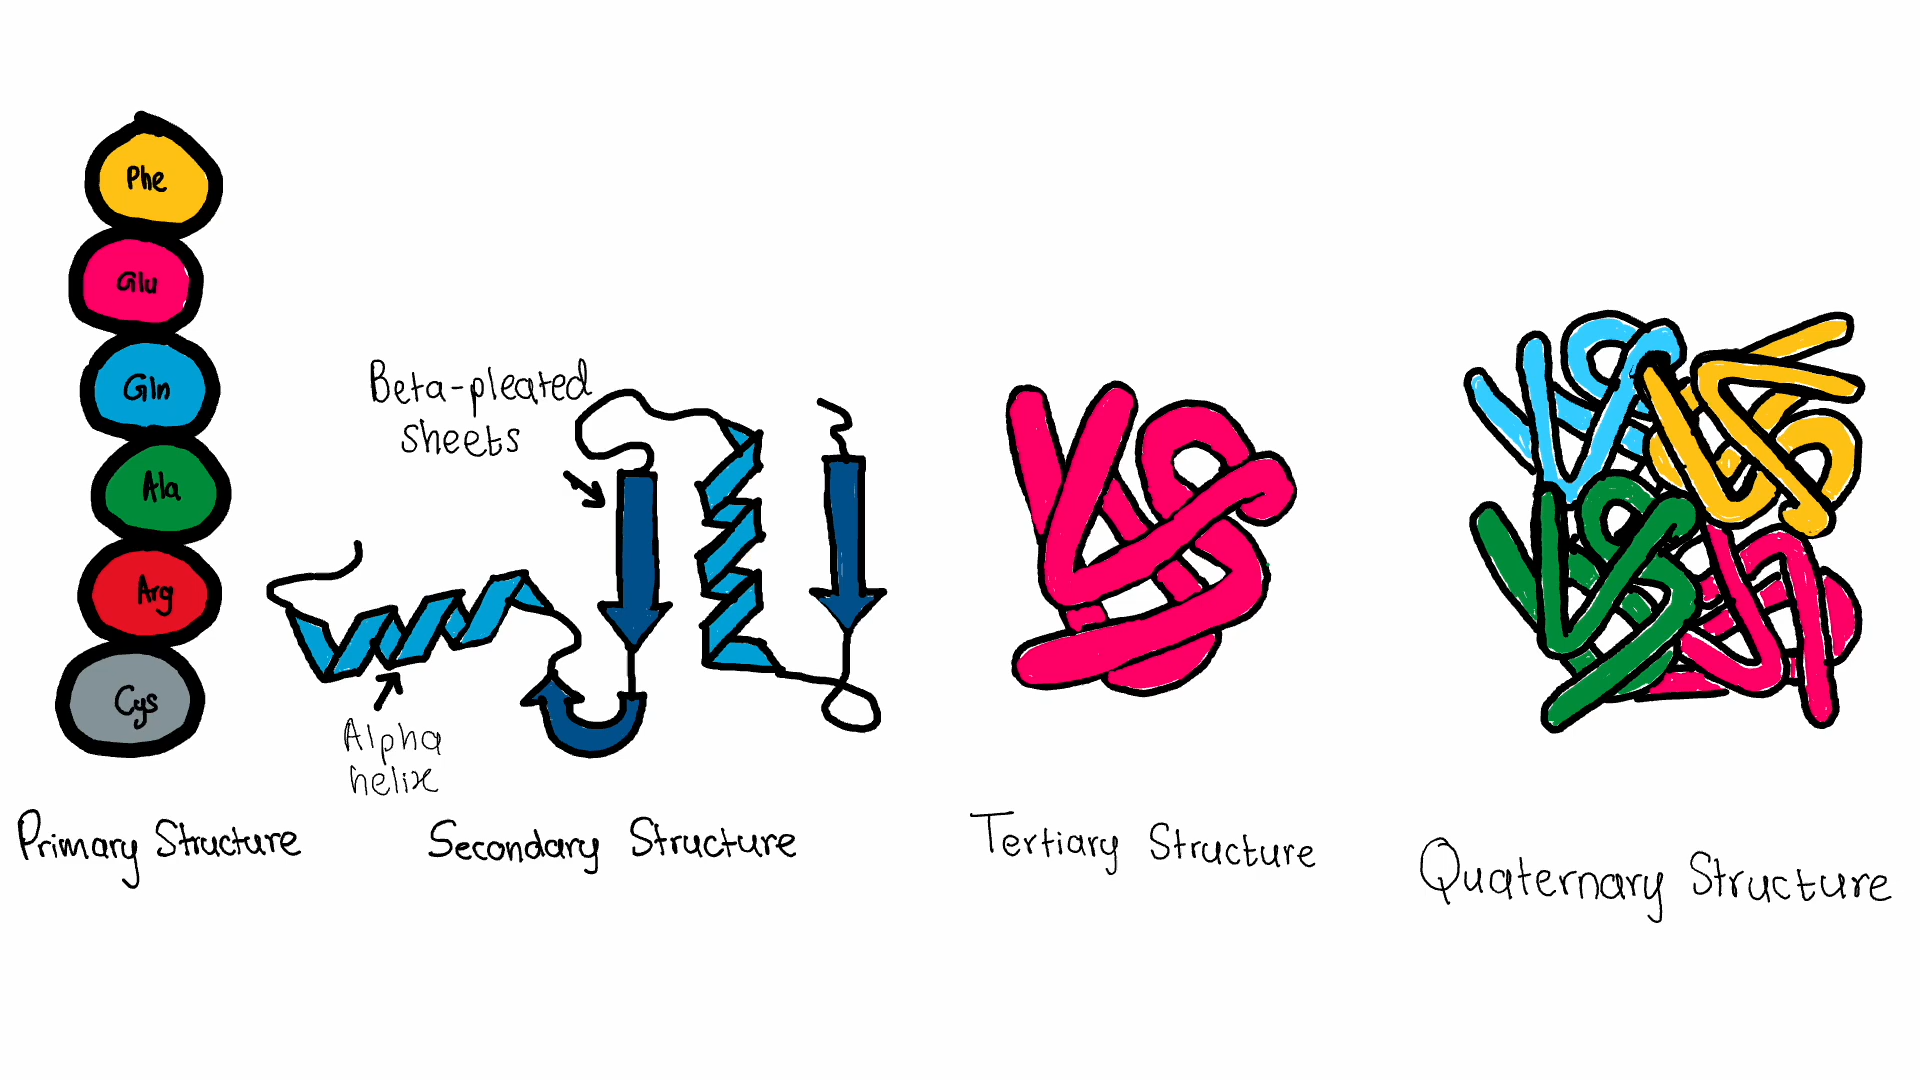 Phe
Glu
Gln
Ala
Arg
Cys
Beta-pleated
sheets
Alpha
helix
Primary Structure
Secondary Structure
Tertiary Structure
Quaternary Structure